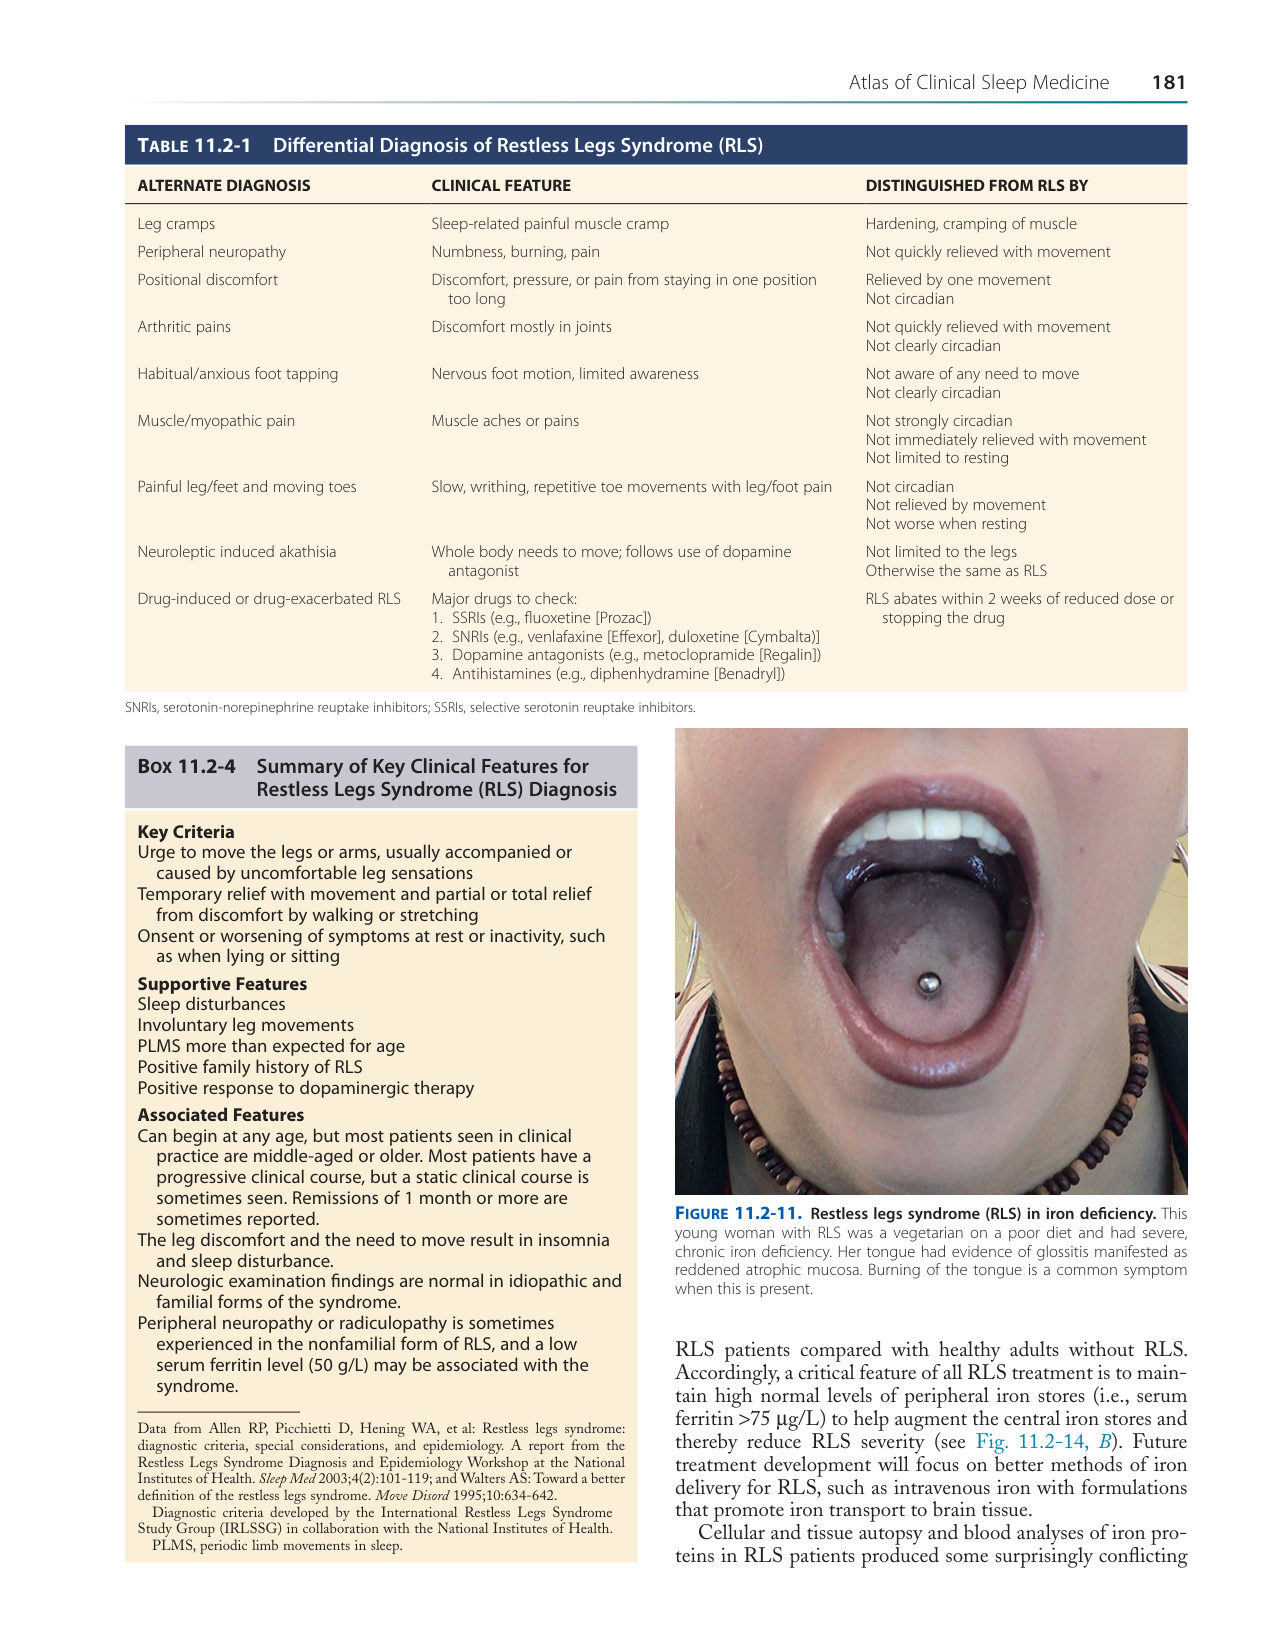 Atlas of Clinical Sleep Medicine 181
TABLE 11.2-1 Differential Diagnosis of Restless Legs Syndrome (RLS)
ALTERNATE DIAGNOSIS CLINICAL FEATURE DISTINGUISHED FROM RLS BY
Leg cramps Sleep-related painful muscle cramp Hardening, cramping of muscle
Peripheral neuropathy Numbness, burning, pain Not quickly relieved with movement
Positional discomfort Discomfort, pressure, or pain from staying in one position Relieved by one movement
too long Not circadian
Arthritic pains Discomfort mostly in joints Not quickly relieved with movement
Not clearly circadian
Habitual/anxious foot tapping Nervous foot motion, limited awareness Not aware of any need to move
Not clearly circadian
Muscle/myopathic pain Muscle aches or pains Not strongly circadian
Not immediately relieved with movement
Not limited to resting
Painful leg/feet and moving toes Slow, writhing, repetitive toe movements with leg/foot pain Not circadian
Not relieved by movement
Not worse when resting
Neuroleptic induced akathisia Whole body needs to move; follows use of dopamine Not limited to the legs
antagonist Otherwise the same as RLS
Drug-induced or drug-exacerbated RLS Major drugs to check: RLS abates within 2 weeks of reduced dose or
1. SSRIs (e.g., fluoxetine [Prozac]) stopping the drug
2. SNRIs (e.g., venlafaxine [Effexor], duloxetine [Cymbalta)]
3. Dopamine antagonists (e.g., metoclopramide [Regalin])
4. Antihistamines (e.g., diphenhydramine [Benadryl])
SNRIs, serotonin-norepinephrine reuptake inhibitors; SSRIs, selective serotonin reuptake inhibitors.
BOX 11.2-4 Summary of Key Clinical Features for
Restless Legs Syndrome (RLS) Diagnosis
Key Criteria
Urge to move the legs or arms, usually accompanied or
caused by uncomfortable leg sensations
Temporary relief with movement and partial or total relief
from discomfort by walking or stretching
Onsent or worsening of symptoms at rest or inactivity, such
as when lying or sitting
Supportive Features
Sleep disturbances
Involuntary leg movements
PLMS more than expected for age
Positive family history of RLS
Positive response to dopaminergic therapy
Associated Features
Can begin at any age, but most patients seen in clinical
practice are middle-aged or older. Most patients have a
progressive clinical course, but a static clinical course is
sometimes seen. Remissions of 1 month or more are
sometimes reported.
The leg discomfort and the need to move result in insomnia
and sleep disturbance.
Neurologic examination findings are normal in idiopathic and
familial forms of the syndrome.
Peripheral neuropathy or radiculopathy is sometimes
experienced in the nonfamilial form of RLS, and a low
serum ferritin level (50 g/L) may be associated with the
syndrome.
Data from Allen RP, Picchietti D, Hening WA, et al: Restless legs syndrome:
diagnostic criteria, special considerations, and epidemiology. A report from the
Restless Legs Syndrome Diagnosis and Epidemiology Workshop at the National
Institutes of Health. Sleep Med 2003;4(2):101-119; and Walters AS: Toward a better
definition of the restless legs syndrome. Move Disord 1995;10:634-642.
Diagnostic criteria developed by the International Restless Legs Syndrome
Study Group (IRLSSG) in collaboration with the National Institutes of Health.
PLMS, periodic limb movements in sleep.
FIGURE 11.2-11. Restless legs syndrome (RLS) in iron deficiency. This
young woman with RLS was a vegetarian on a poor diet and had severe,
chronic iron deficiency. Her tongue had evidence of glossitis manifested as
reddened atrophic mucosa. Burning of the tongue is a common symptom
when this is present.
RLS patients compared with healthy adults without RLS.
Accordingly, a critical feature of all RLS treatment is to main-
tain high normal levels of peripheral iron stores (i.e., serum
ferritin >75 μg/L) to help augment the central iron stores and
thereby reduce RLS severity (see Fig. 11.2-14, B). Future
treatment development will focus on better methods of iron
delivery for RLS, such as intravenous iron with formulations
that promote iron transport to brain tissue.
Cellular and tissue autopsy and blood analyses of iron pro-
teins in RLS patients produced some surprisingly conflicting